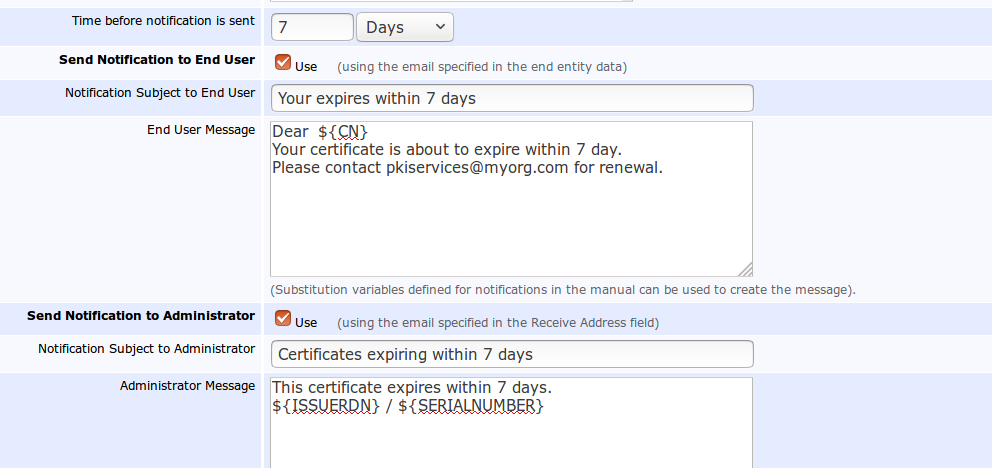 Time before notification is sent 7 Days
Send Notification to End User Use (using the email specified in the end entity data)
Notification Subject to End User Your expires within 7 days
End User Message Dear  ${CN}
Your certificate is about to expire within 7 day.
Please contact pkiservices@myorg.com for renewal.
(Substitution variables defined for notifications in the manual can be used to create the message).
Send Notification to Administrator Use (using the email specified in the Receive Address field)
Notification Subject to Administrator Certificates expiring within 7 days
Administrator Message This certificate expires within 7 days.
${ISSUERDN} / ${SERIALNUMBER}